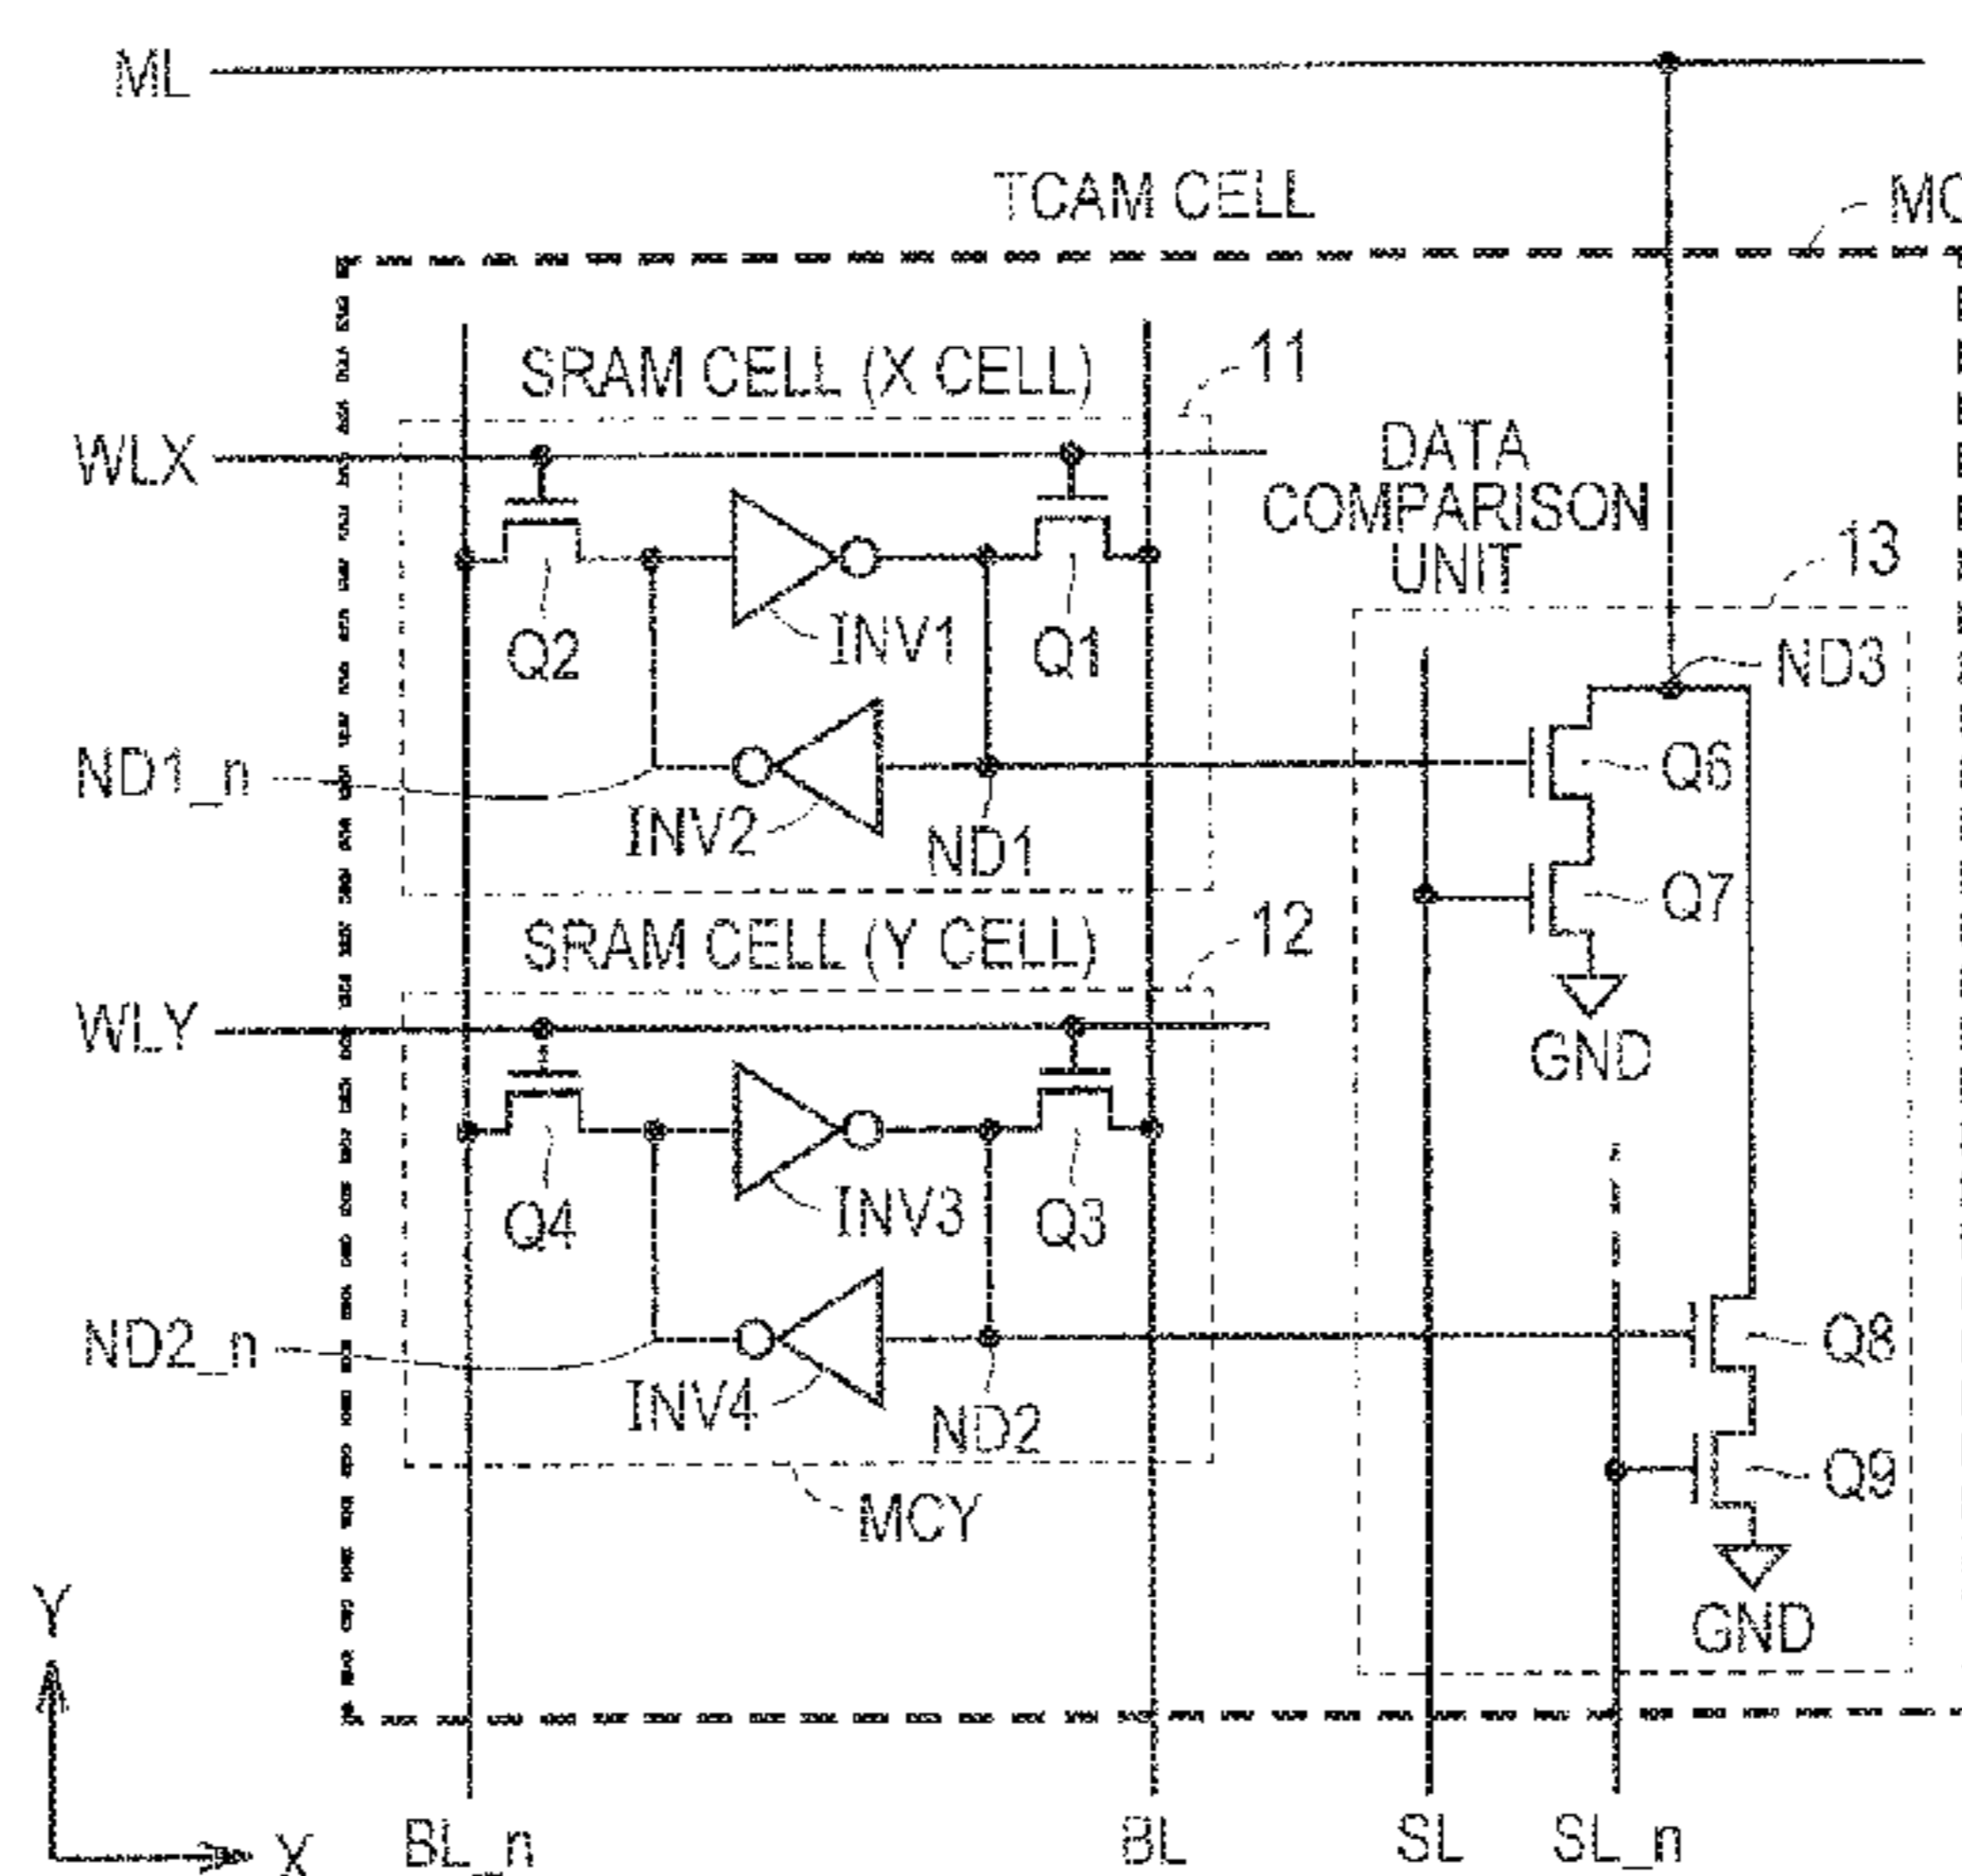 ML
TCAM CELL
MC
SRAM CELL (X CELL)
11
WLX
DATA
COMPARISON
UNIT
13
Q2
INV1
Q1
ND3
ND1_n
INV2
ND1
Q6
Q7
SRAM CELL (Y CELL)
12
WLY
GND
Q4
INV3
Q3
ND2_n
INV4
ND2
Q8
Q9
MCY
GND
Y
X
BL_n
BL
SL
SL_n